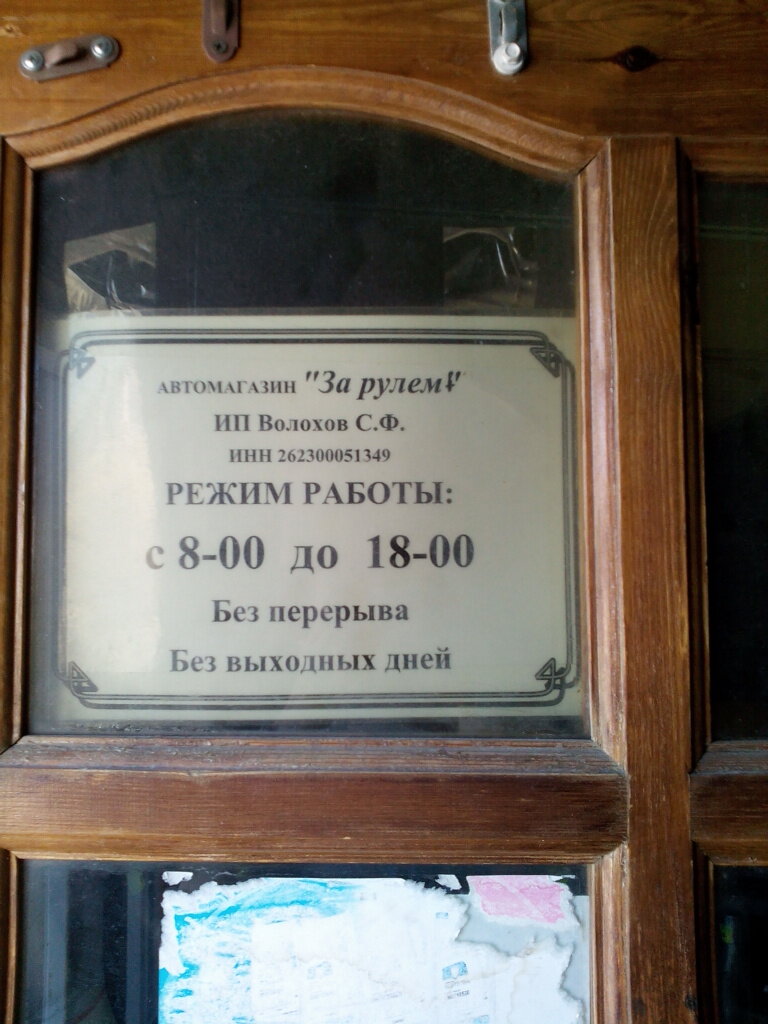 АВТОМАГАЗИН "За рулем"
ИП Волохов С.Ф.
ИНН 262300051349
РЕЖИМ РАБОТЫ:
с 8-00 до 18-00
Без перерыва
Без выходных дней